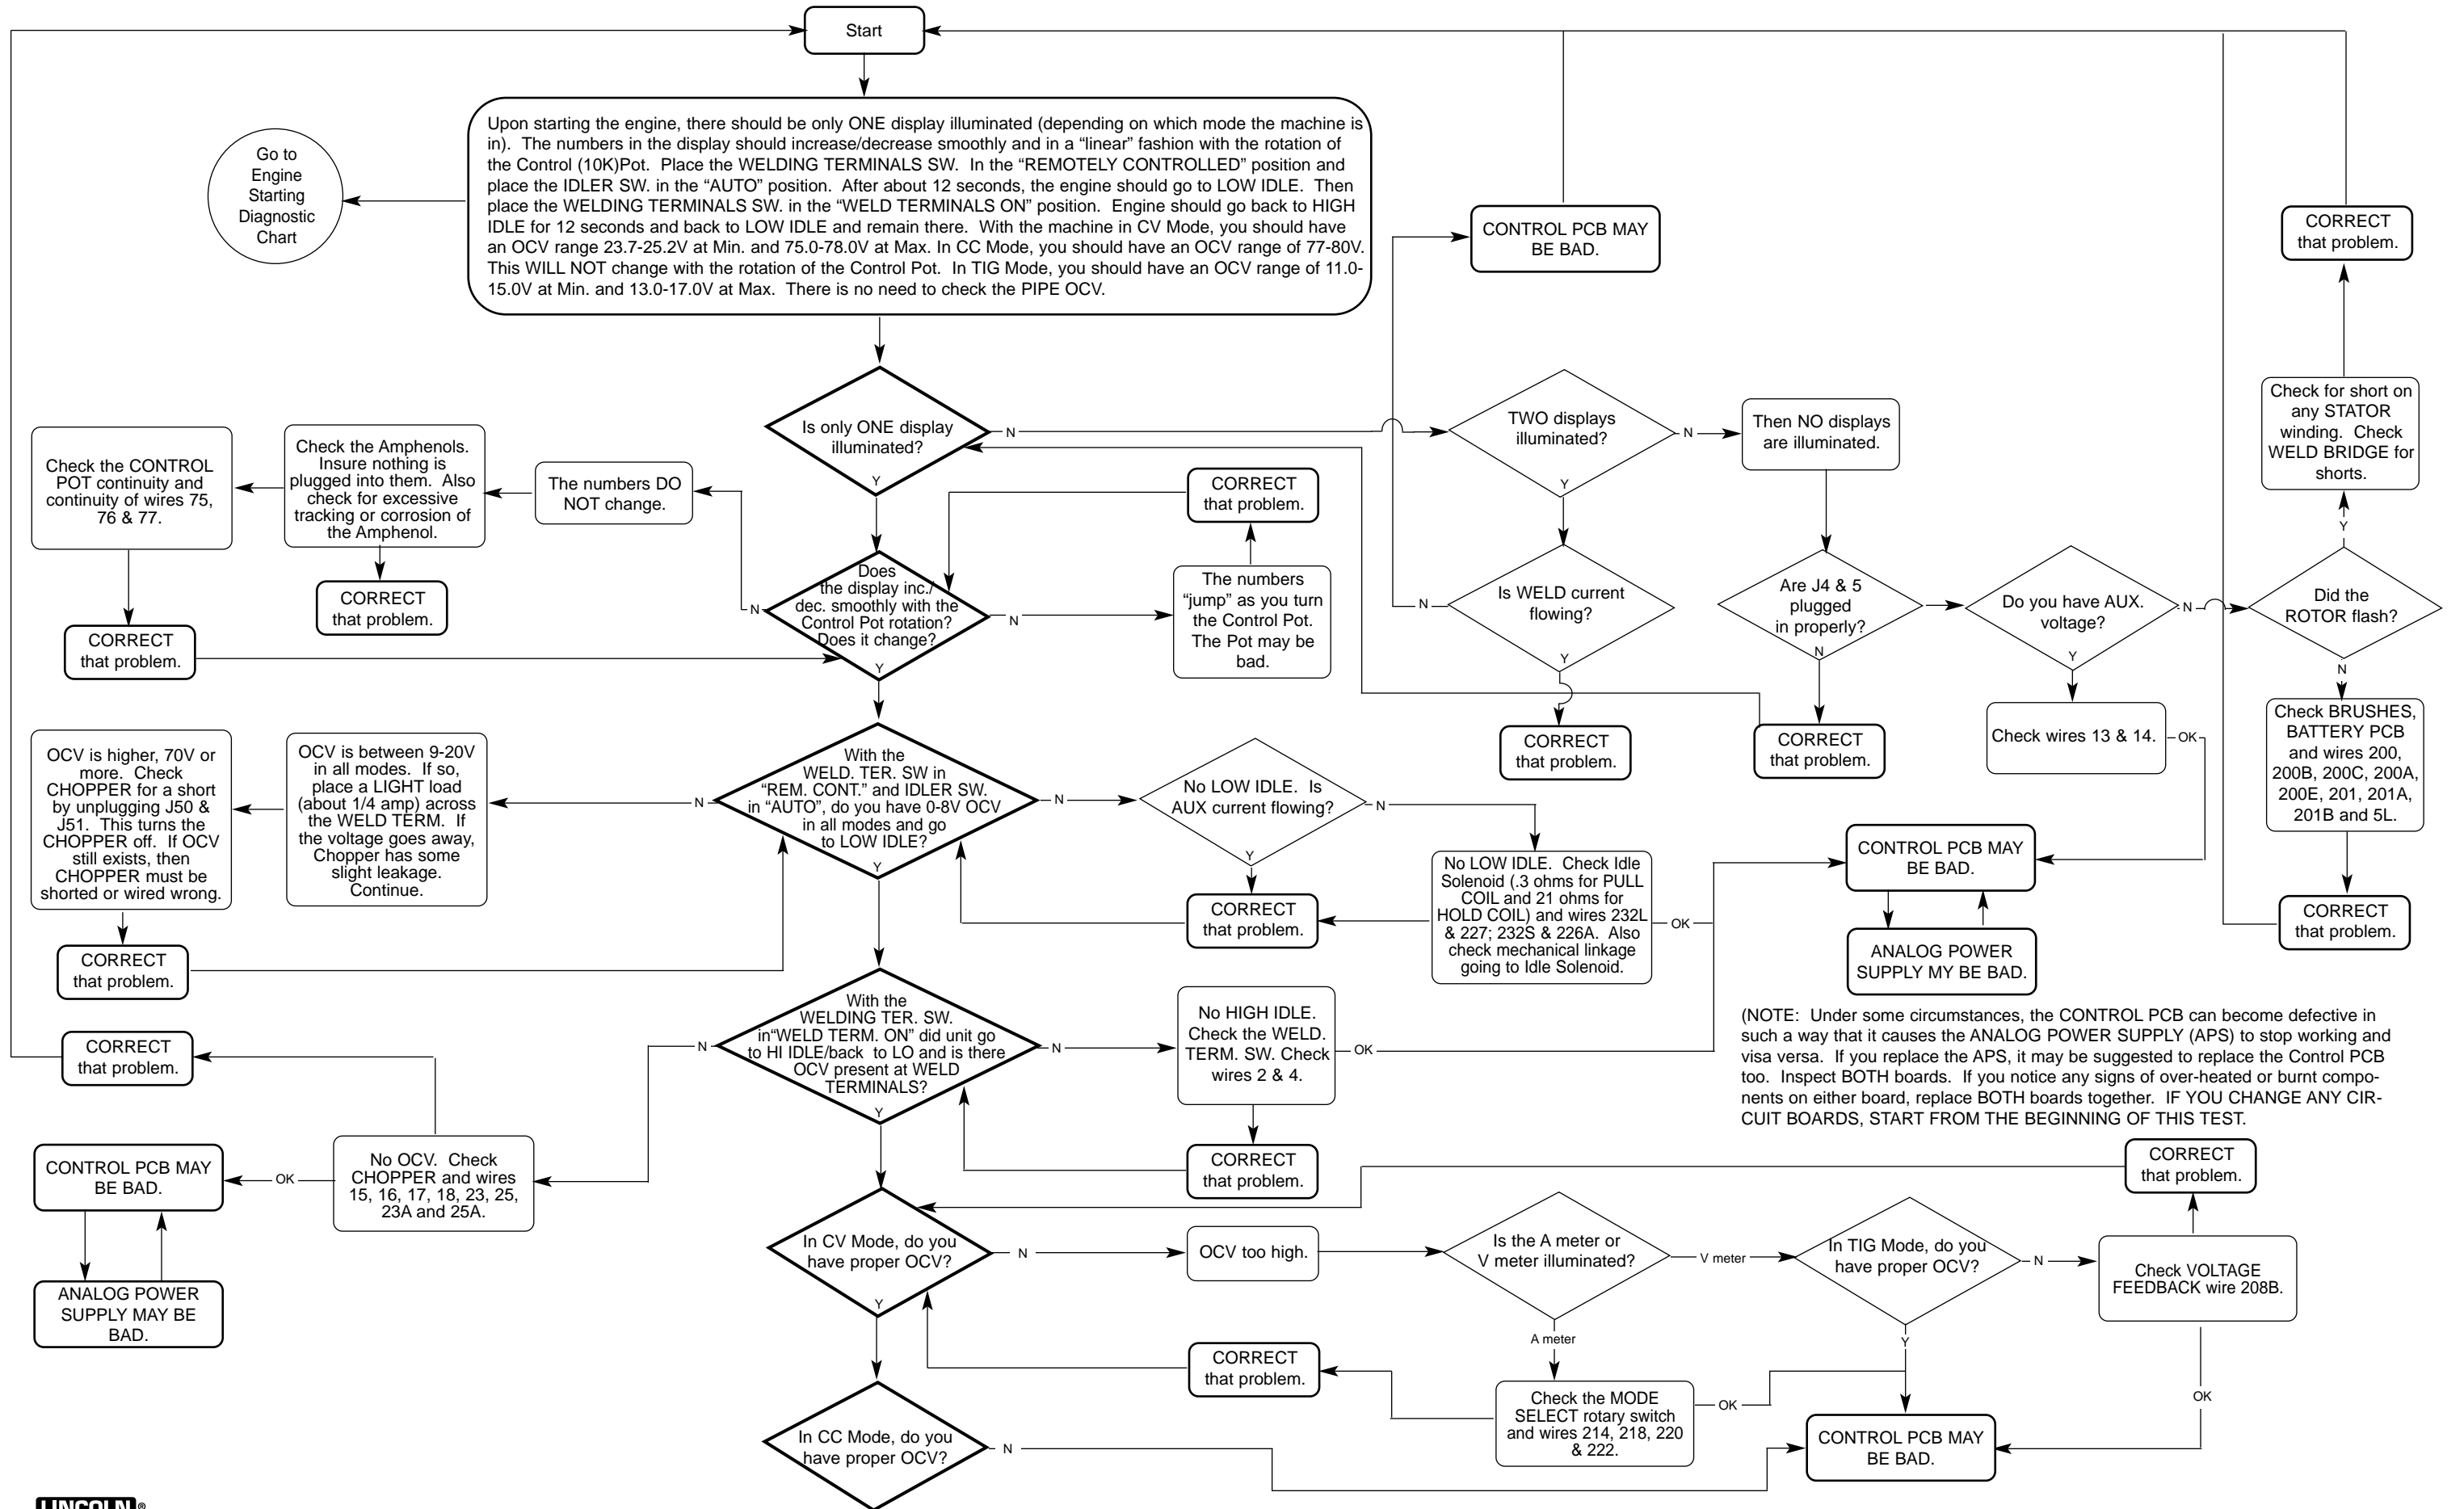 Start
Upon starting the engine, there should be only ONE display illuminated (depending on which mode the machine is
in).  The numbers in the display should increase/decrease smoothly and in a “linear” fashion with the rotation of
the Control (10K)Pot.  Place the WELDING TERMINALS SW.  In the “REMOTELY CONTROLLED” position and
place the IDLER SW. in the “AUTO” position.  After about 12 seconds, the engine should go to LOW IDLE.  Then
place the WELDING TERMINALS SW. in the “WELD TERMINALS ON” position.  Engine should go back to HIGH
IDLE for 12 seconds and back to LOW IDLE and remain there.  With the machine in CV Mode, you should have
an OCV range 23.7-25.2V at Min. and 75.0-78.0V at Max. In CC Mode, you should have an OCV range of 77-80V.
This WILL NOT change with the rotation of the Control Pot.  In TIG Mode, you should have an OCV range of 11.0-
15.0V at Min. and 13.0-17.0V at Max.  There is no need to check the PIPE OCV.
Go to
Engine
Starting
Diagnostic
Chart
CONTROL PCB MAY
BE BAD.
CORRECT
that problem.
Is only ONE display
illuminated?
N
Y
TWO displays
illuminated?
N
Y
Then NO displays
are illuminated.
Check for short on
any STATOR
winding.  Check
WELD BRIDGE for
shorts.
Y
Check the CONTROL
POT continuity and
continuity of wires 75,
76 & 77.
Check the Amphenols.
Insure nothing is
plugged into them. Also
check for excessive
tracking or corrosion of
the Amphenol.
The numbers DO
NOT change.
CORRECT
that problem.
CORRECT
that problem.
CORRECT
that problem.
N
Does
the display inc./
dec. smoothly with the
Control Pot rotation?
Does it change?
N
Y
The numbers
“jump” as you turn
the Control Pot.
The Pot may be
bad.
N
Is WELD current
flowing?
Y
Are J4 & 5
plugged
in properly?
N
Do you have AUX.
voltage?
N
Y
Did the
ROTOR flash?
N
CORRECT
that problem.
CORRECT
that problem.
Check wires 13 & 14.
OK
Check BRUSHES,
BATTERY PCB
and wires 200,
200B, 200C, 200A,
200E, 201, 201A,
201B and 5L.
OCV is higher, 70V or
more.  Check
CHOPPER for a short
by unplugging J50 &
J51.  This turns the
CHOPPER off.  If OCV
still exists, then
CHOPPER must be
shorted or wired wrong.
OCV is between 9-20V
in all modes.  If so,
place a LIGHT load
(about 1/4 amp) across
the WELD TERM.  If
the voltage goes away,
Chopper has some
slight leakage.
Continue.
N
With the
WELD. TER. SW in
“REM. CONT.” and IDLER SW.
in “AUTO”, do you have 0-8V OCV
in all modes and go
to LOW IDLE?
N
Y
No LOW IDLE.  Is
AUX current flowing?
N
Y
No LOW IDLE.  Check Idle
Solenoid (.3 ohms for PULL
COIL and 21 ohms for
HOLD COIL) and wires 232L
& 227; 232S & 226A.  Also
check mechanical linkage
going to Idle Solenoid.
OK
CORRECT
that problem.
CORRECT
that problem.
CONTROL PCB MAY
BE BAD.
ANALOG POWER
SUPPLY MY BE BAD.
CORRECT
that problem.
(NOTE:  Under some circumstances, the CONTROL PCB can become defective in
such a way that it causes the ANALOG POWER SUPPLY (APS) to stop working and
visa versa.  If you replace the APS, it may be suggested to replace the Control PCB
too.  Inspect BOTH boards.  If you notice any signs of over-heated or burnt compo-
nents on either board, replace BOTH boards together.  IF YOU CHANGE ANY CIR-
CUIT BOARDS, START FROM THE BEGINNING OF THIS TEST.
CORRECT
that problem.
N
With the
WELDING TER. SW.
in“WELD TERM. ON” did unit go
to HI IDLE/back  to LO and is there
OCV present at WELD
TERMINALS?
N
Y
No HIGH IDLE.
Check the WELD.
TERM. SW. Check
wires 2 & 4.
OK
CORRECT
that problem.
CONTROL PCB MAY
BE BAD.
OK
No OCV.  Check
CHOPPER and wires
15, 16, 17, 18, 23, 25,
23A and 25A.
ANALOG POWER
SUPPLY MAY BE
BAD.
CORRECT
that problem.
In CV Mode, do you
have proper OCV?
N
Y
OCV too high.
Is the A meter or
V meter illuminated?
V meter
A meter
In TIG Mode, do you
have proper OCV?
N
Y
Check VOLTAGE
FEEDBACK wire 208B.
OK
CORRECT
that problem.
Check the MODE
SELECT rotary switch
and wires 214, 218, 220
& 222.
OK
CONTROL PCB MAY
BE BAD.
In CC Mode, do you
have proper OCV?
N
LINCOLN ®